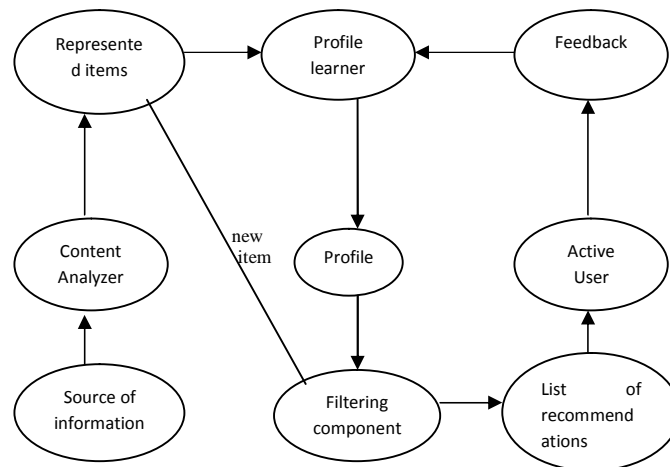 Represente
d items
Profile
learner
Feedback
new
item
Content
Analyzer
Profile
Active
User
Source of
information
Filtering
component
List of
recommend
ations